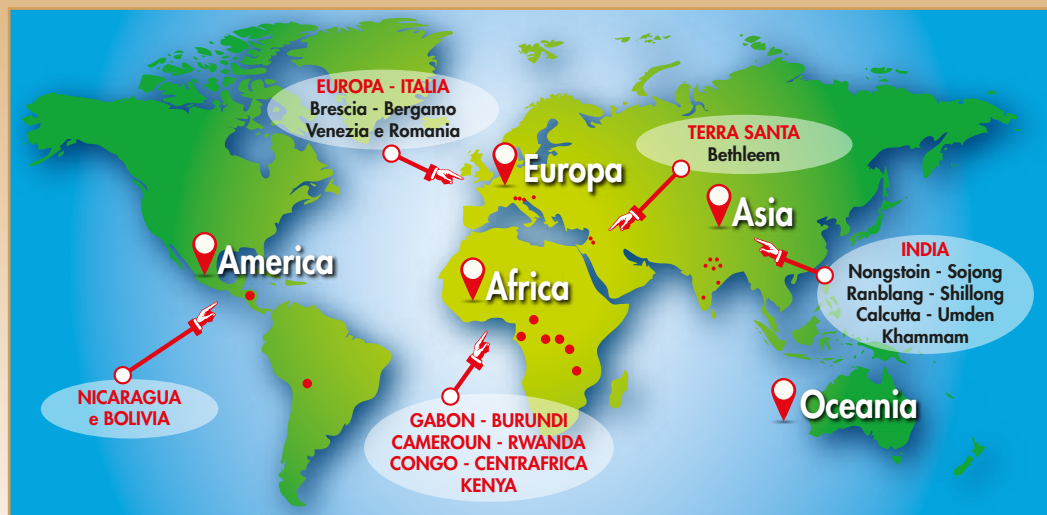 EUROPA - ITALIA
Brescia - Bergamo
Venezia e Romania
TERRA SANTA
Bethleem
Europa
Asia
America
Africa
INDIA
Nongstoin - Sojong
Ranblang - Shillong
Calcutta - Umden
Khammam
NICARAGUA
e BOLIVIA
Oceania
GABON - BURUNDI
CAMEROUN - RWANDA
CONGO - CENTRAFRICA
KENYA